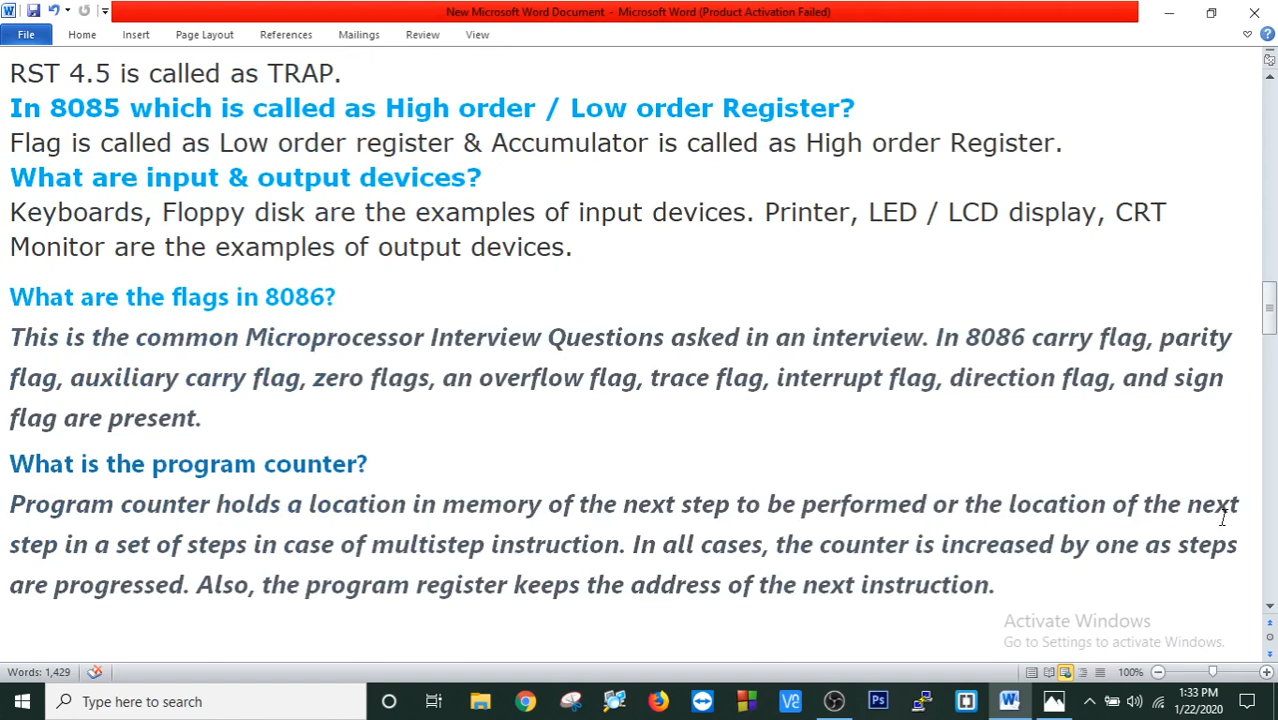 New Microsoft Word Document - Microsoft Word (Product Activation Failed)
File Home Insert Page Layout References Mailings Review View
RST 4.5 is called as TRAP.
In 8085 which is called as High order / Low order Register?
Flag is called as Low order register & Accumulator is called as High order Register.
What are input & output devices?
Keyboards, Floppy disk are the examples of input devices. Printer, LED / LCD display, CRT
Monitor are the examples of output devices.
What are the flags in 8086?
This is the common Microprocessor Interview Questions asked in an interview. In 8086 carry flag, parity
flag, auxiliary carry flag, zero flags, an overflow flag, trace flag, interrupt flag, direction flag, and sign
flag are present.
What is the program counter?
Program counter holds a location in memory of the next step to be performed or the location of the next
step in a set of steps in case of multistep instruction. In all cases, the counter is increased by one as steps
are progressed. Also, the program register keeps the address of the next instruction.
Activate Windows
Go to Settings to activate Windows.
Words: 1,429 100%
Type here to search Ps W 1:33 PM
1/22/2020